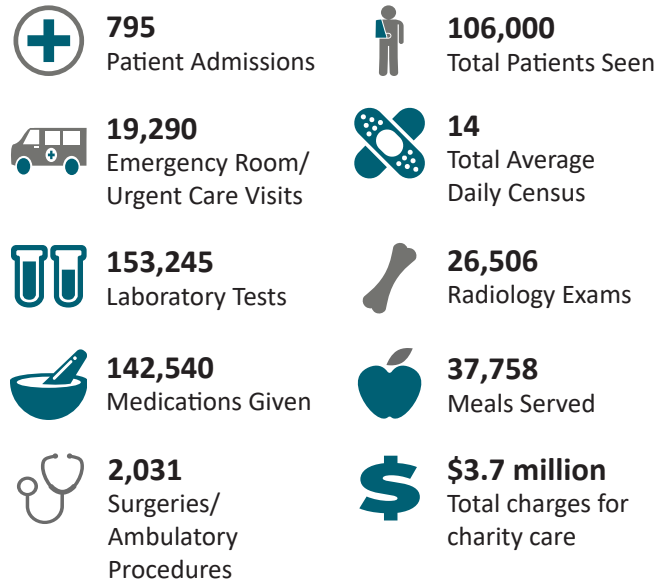 795
Patient Admissions
106,000
Total Patients Seen
19,290
Emergency Room/
Urgent Care Visits
14
Total Average
Daily Census
153,245
Laboratory Tests
26,506
Radiology Exams
142,540
Medications Given
37,758
Meals Served
2,031
Surgeries/
Ambulatory
Procedures
$
$3.7 million
Total charges for
charity care